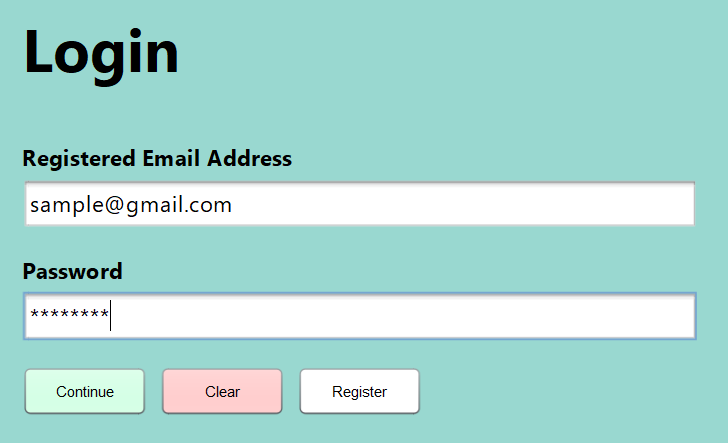 Login
Registered Email Address
sample@gmail.com
Password
********
Continue Clear Register